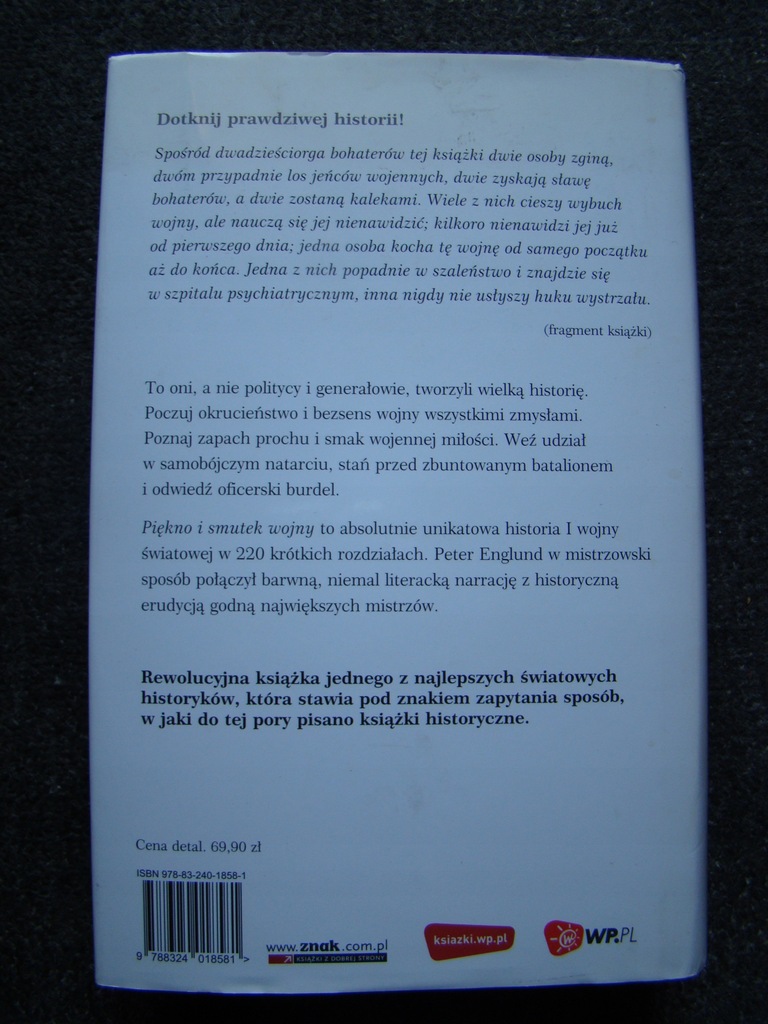 Dotknij prawdziwej historii!
Spośród dwadzieściorga bohaterów tej książki dwie osoby zginą,
dwóm przypadnie los jeńców wojennych, dwie zyskają sławę
bohaterów, a dwie zostaną kalekami. Wiele z nich cieszy wybuch
wojny, ale nauczą się jej nienawidzić; kilkoro nienawidzi jej już
od pierwszego dnia; jedna osoba kocha tę wojnę od samego początku
aż do końca. Jedna z nich popadnie w szaleństwo i znajdzie się
w szpitalu psychiatrycznym, inna nigdy nie usłyszy huku wystrzału.
(fragment książki)
To oni, a nie politycy i generałowie, tworzyli wielką historię.
Poczuj okrucieństwo i bezsens wojny wszystkimi zmysłami.
Poznaj zapach prochu i smak wojennej miłości. Weź udział
w samobójczym natarciu, stań przed zbuntowanym batalionem
i odwiedź oficerski burdel.
Piękno i smutek wojny to absolutnie unikatowa historia I wojny
światowej w 220 krótkich rozdziałach. Peter Englund w mistrzowski
sposób połączył barwną, niemal literacką narrację z historyczną
erudycją godną największych mistrzów.
Rewolucyjna książka jednego z najlepszych światowych
historyków, która stawia pod znakiem zapytania sposób,
w jaki do tej pory pisano książki historyczne.
Cena detal. 69,90 zł
ISBN 978-83-240-1858-1
9 788324 018581 >
www.znak.com.pl
KSIĄŻKI Z DOBREJ STRONY
ksiazki.wp.pl
W WP.PL